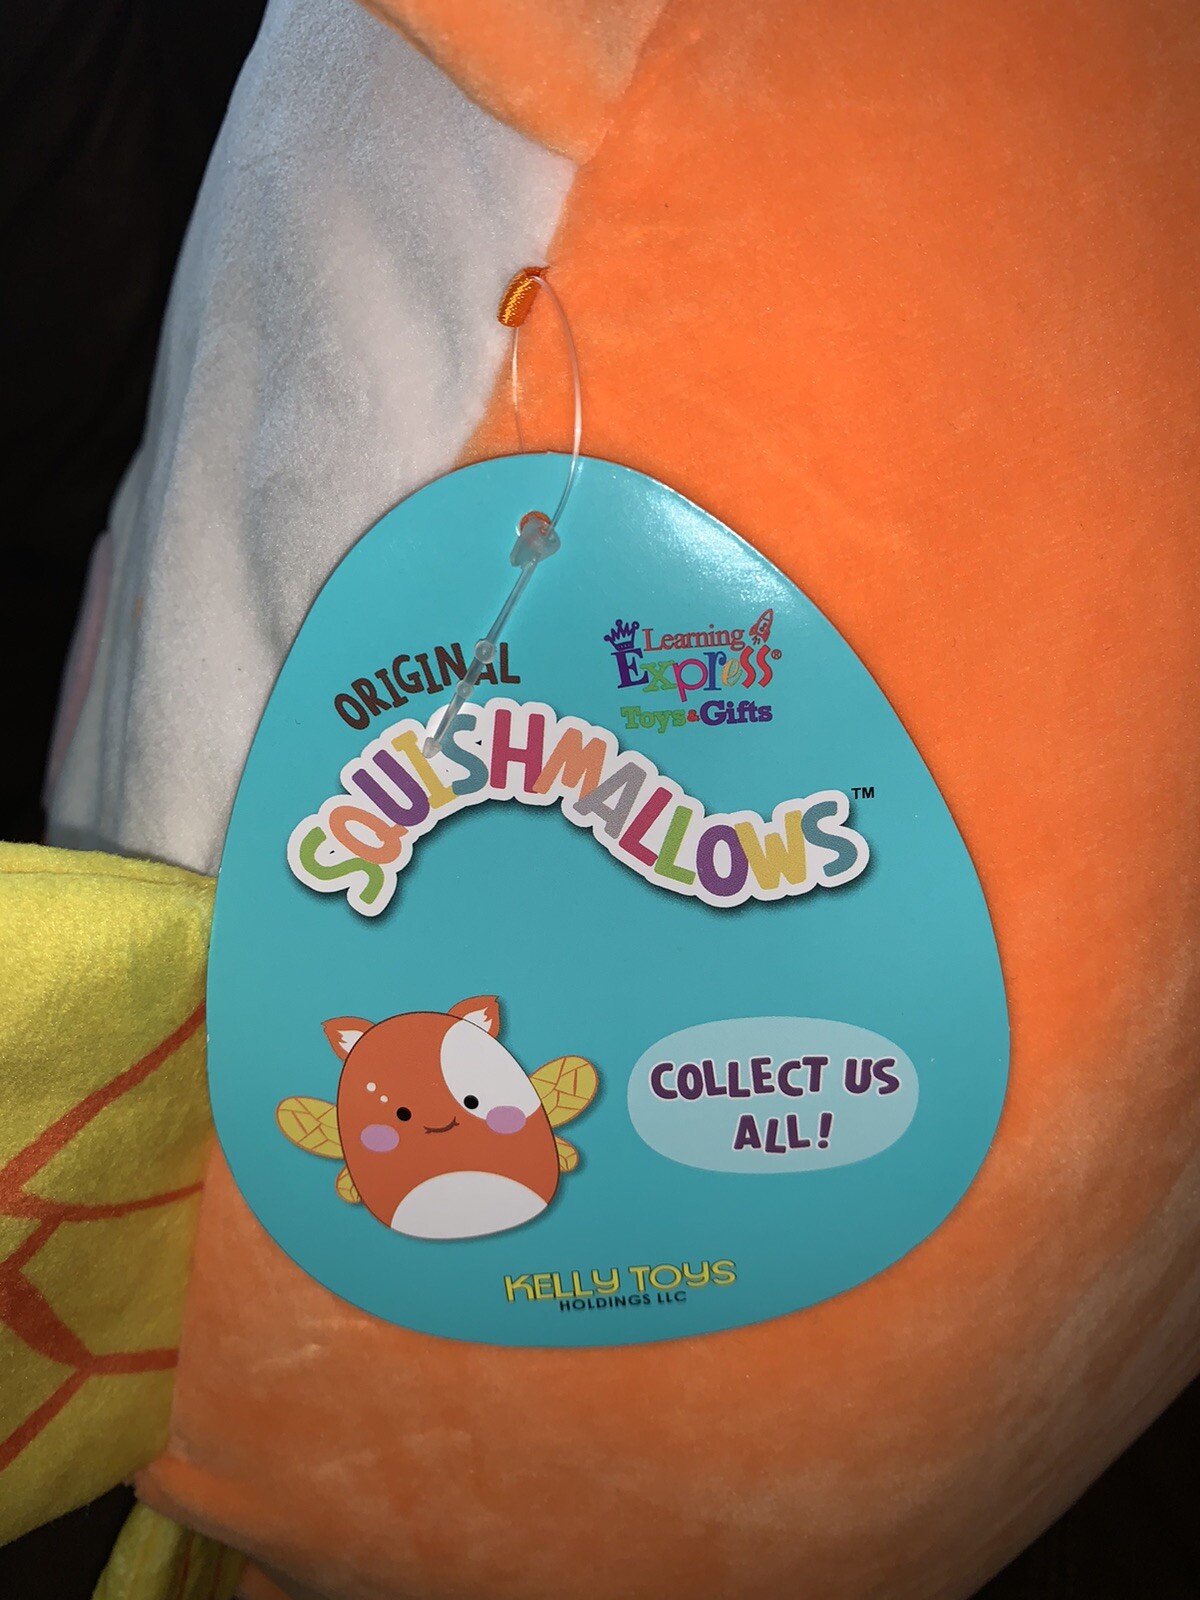 ORIGINAL
SQUISHMALLOWS™
Learning
Express®
Toys & Gifts
COLLECT US
ALL!
KELLY TOYS
HOLDINGS LLC